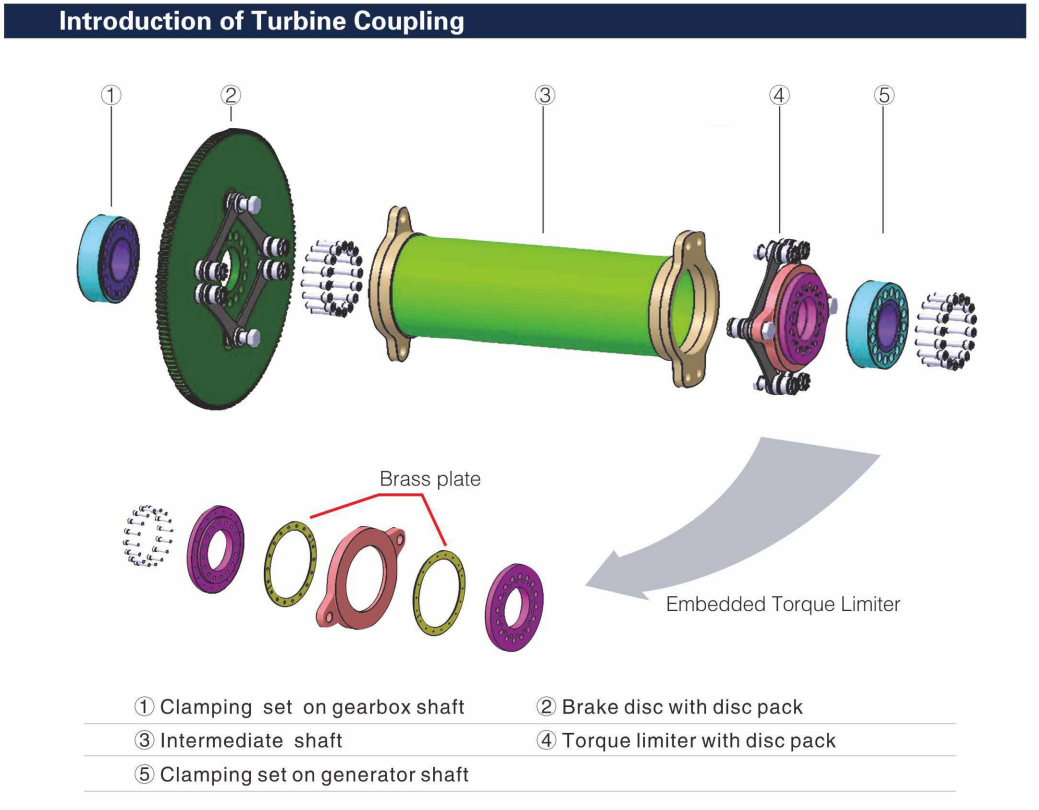 Introduction of Turbine Coupling
① ② ③ ④ ⑤
Brass plate
Embedded Torque Limiter
① Clamping set on gearbox shaft ② Brake disc with disc pack
③ Intermediate shaft ④ Torque limiter with disc pack
⑤ Clamping set on generator shaft